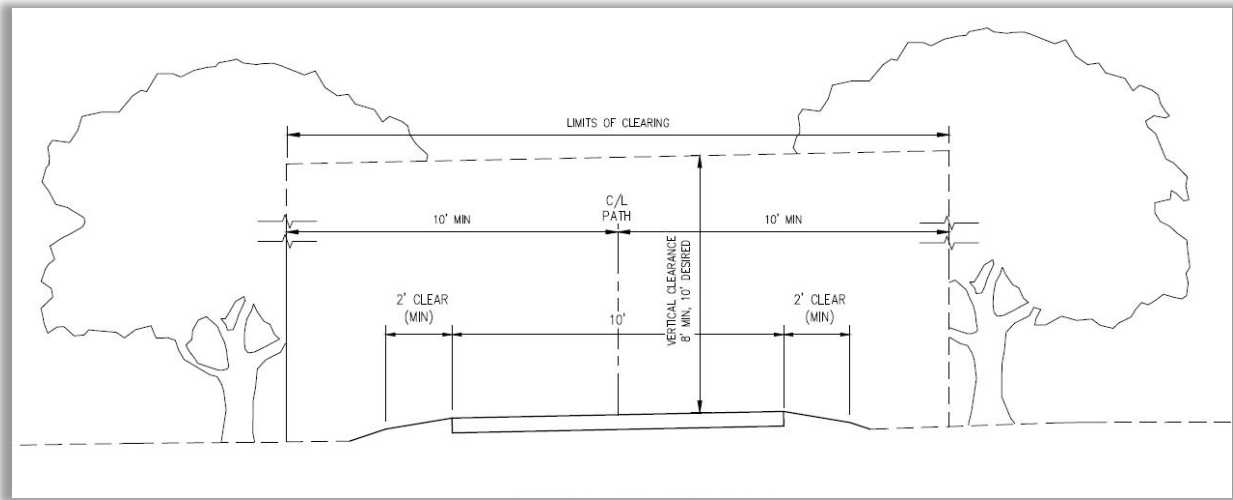 LIMITS OF CLEARING
C/L
PATH
10' MIN
10' MIN
VERTICAL CLEARANCE
8' MIN, 10' DESIRED
2' CLEAR
(MIN)
10'
2' CLEAR
(MIN)